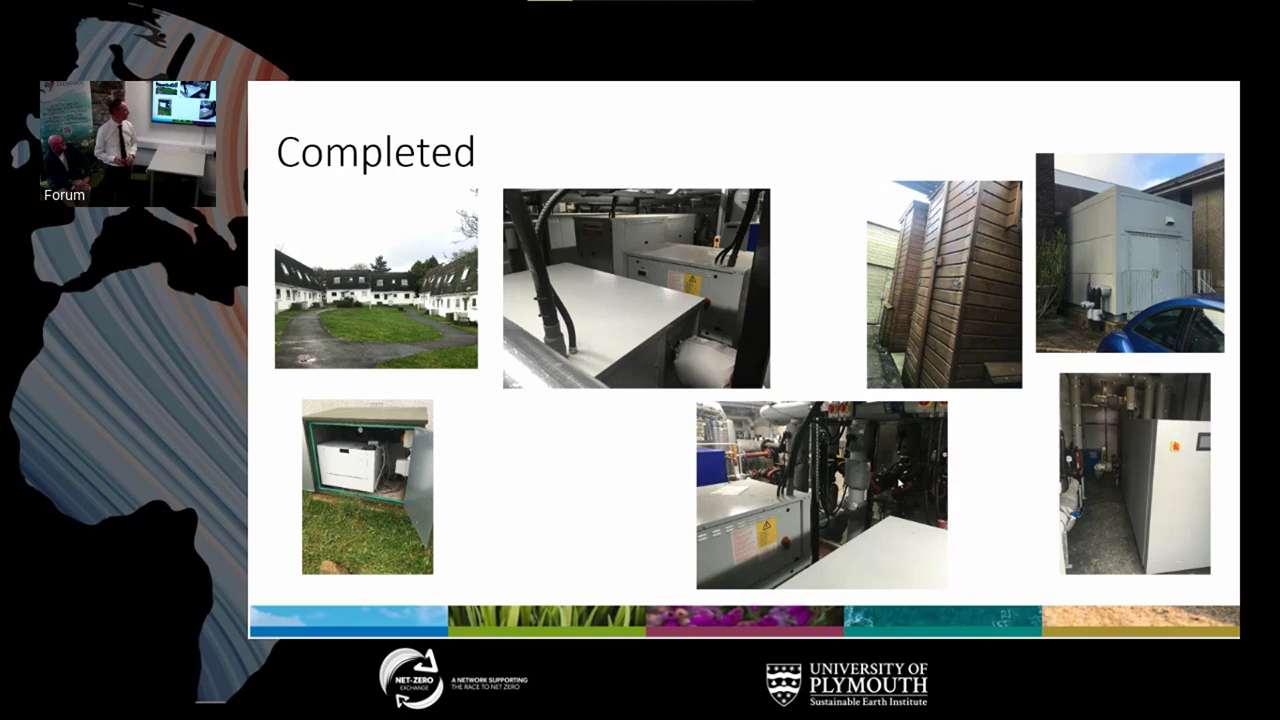 Forum
Completed
NET-ZERO
EXCHANGE
A NETWORK SUPPORTING
THE RACE TO NET ZERO
UNIVERSITY OF
PLYMOUTH
Sustainable Earth Institute